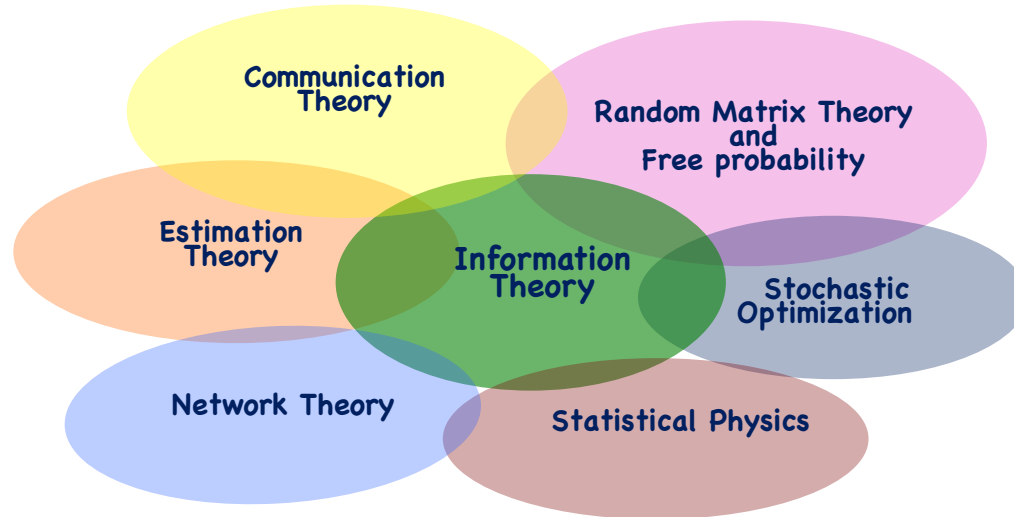 Communication
Theory
Random Matrix Theory
and
Free probability
Estimation
Theory
Information
Theory
Stochastic
Optimization
Network Theory
Statistical Physics